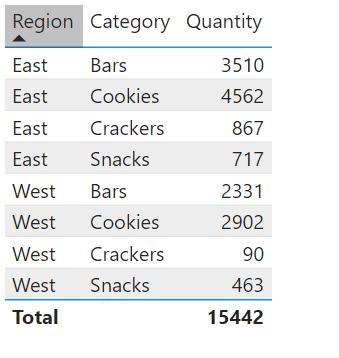 Region Category Quantity
East Bars 3510
East Cookies 4562
East Crackers 867
East Snacks 717
West Bars 2331
West Cookies 2902
West Crackers 90
West Snacks 463
Total 15442